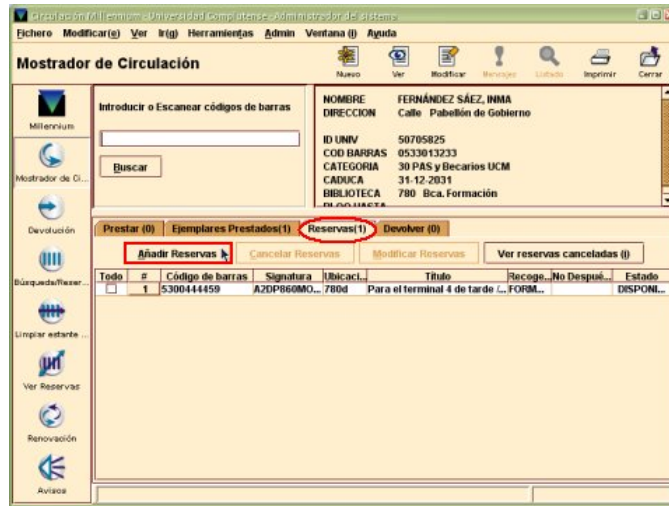 Circulación Millennium - Universidad Complutense - Administrador del sistema
Fichero Modificar(e) Ver Ir(g) Herramientas Admin Ventana (l) Ayuda
Mostrador de Circulación
Nuevo Ver Modificar Mensajes Listado Imprimir Cerrar
Millennium
Mostrador de Ci...
Devolución
Búsqueda/Reser...
Limpiar estante ...
Ver Reservas
Renovación
Avisos
Introducir o Escanear códigos de barras
Buscar
NOMBRE FERNÁNDEZ SÁEZ, INMA
DIRECCION Calle Pabellón de Gobierno
ID UNIV 50705825
COD BARRAS 0533013233
CATEGORIA 30 PAS y Becarios UCM
CADUCA 31-12-2031
BIBLIOTECA 780 Bca. Formación
Prestar (0) Ejemplares Prestados(1) Reservas(1) Devolver (0)
Añadir Reservas Cancelar Reservas Modificar Reservas Ver reservas canceladas (l)
Todo # Código de barras Signatura Ubicaci... Título Recoge... No Despué... Estado
1 5300444459 A2DP860MO... 780d Para el terminal 4 de tarde /... FORM... DISPONI...